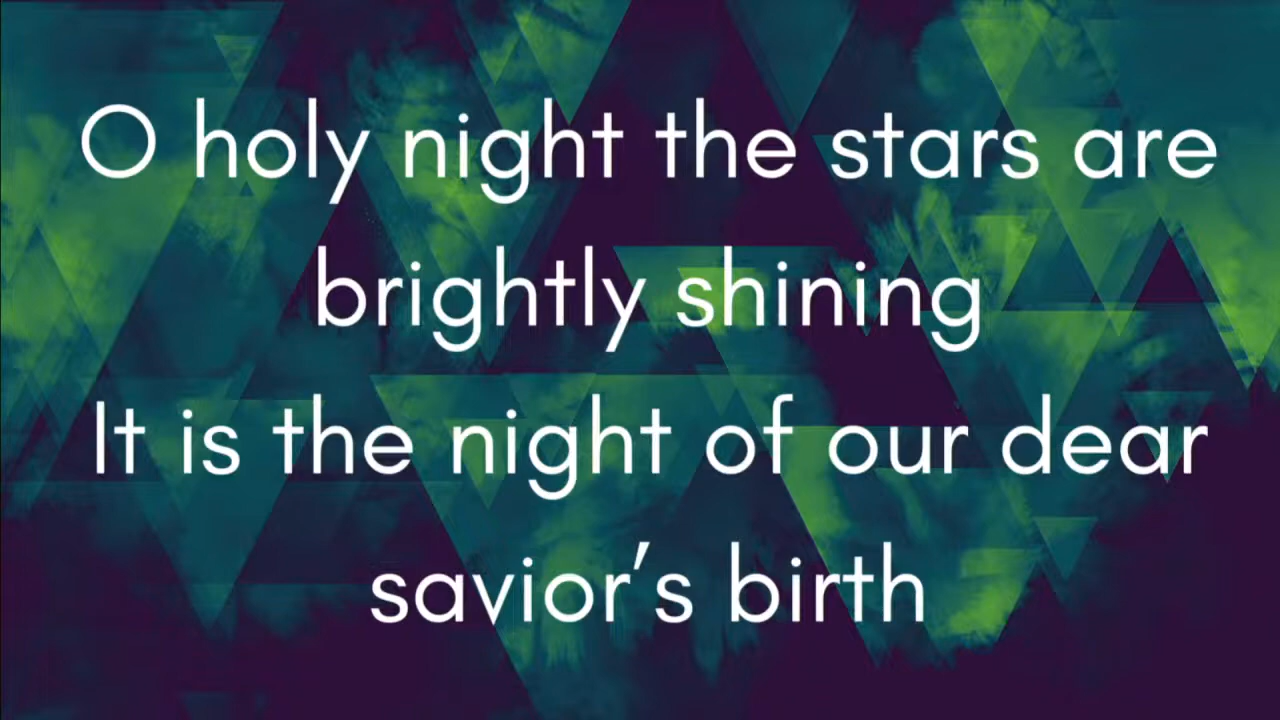 O holy night the stars are
brightly shining
It is the night of our dear
savior’s birth